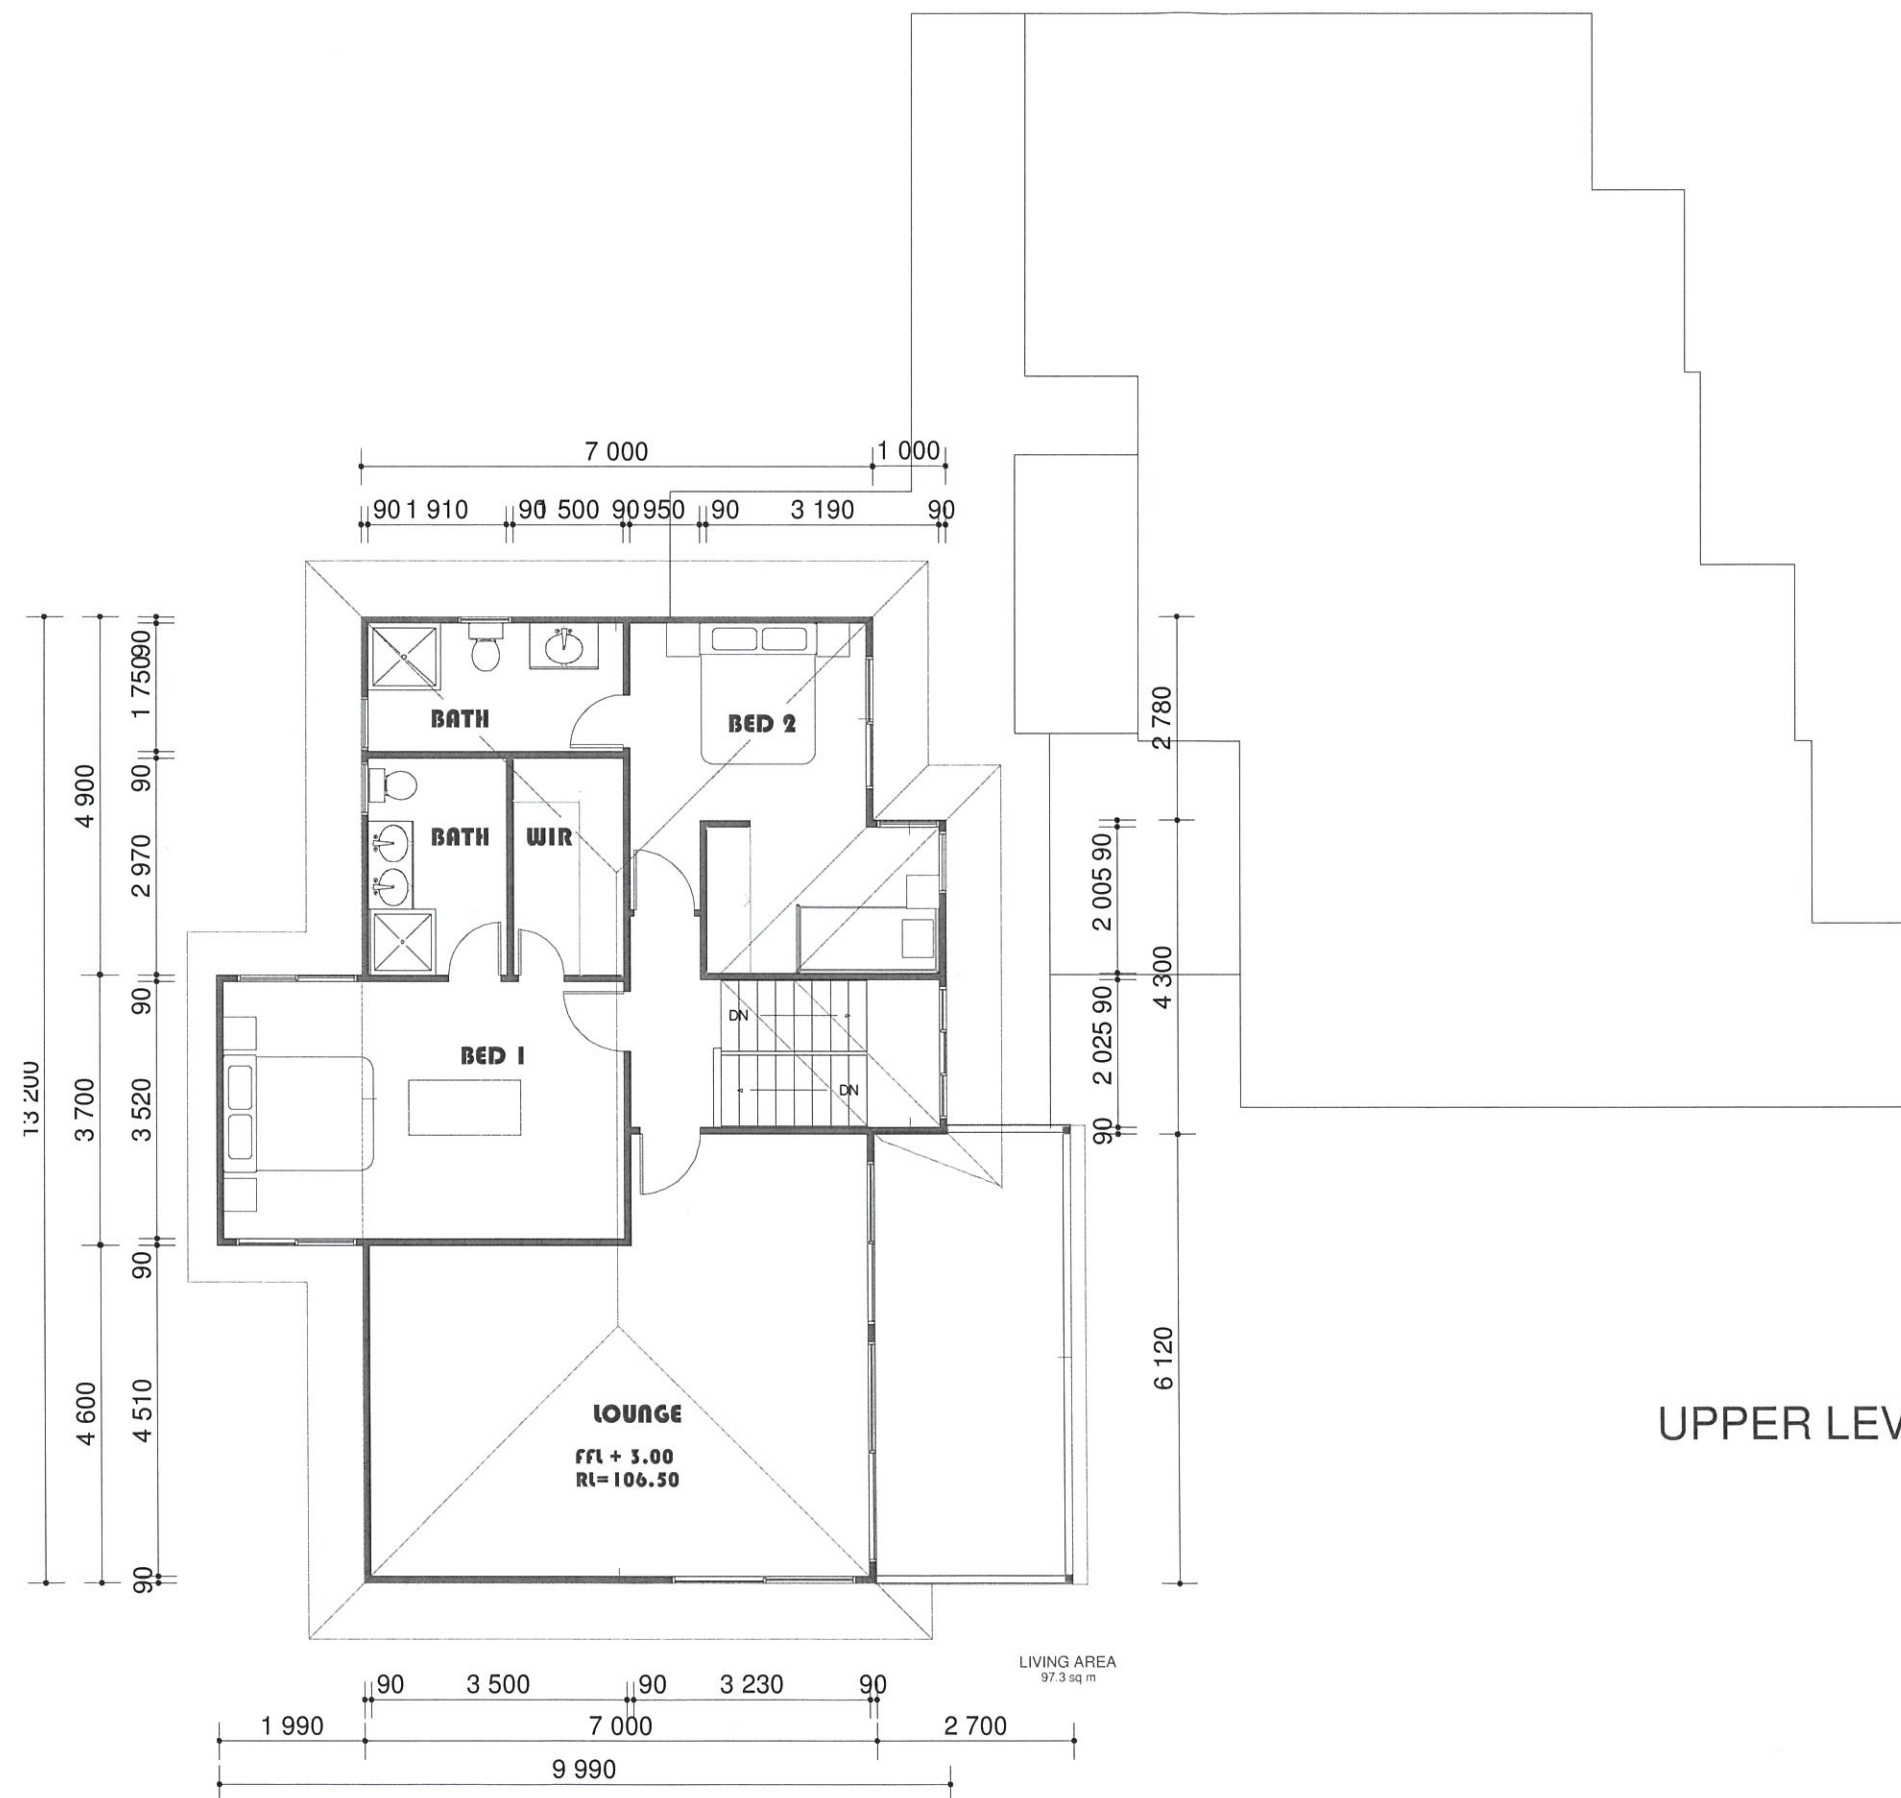 7 000
1 000
90 1 910 90 1 500 90 950 90 3 190 90
13 200
4 900
3 700
4 600
90
1 750
90
2 970
90
3 520
90
4 510
90
BATH
BED 2
BATH
WIR
BED 1
DN
DN
LOUNGE
FFL + 3.00
RL=106.50
2 780
4 300
6 120
90
2 005
90
2 025
90
UPPER LEV
LIVING AREA
97.3 sq m
90 3 500 90 3 230 90
1 990 7 000 2 700
9 990